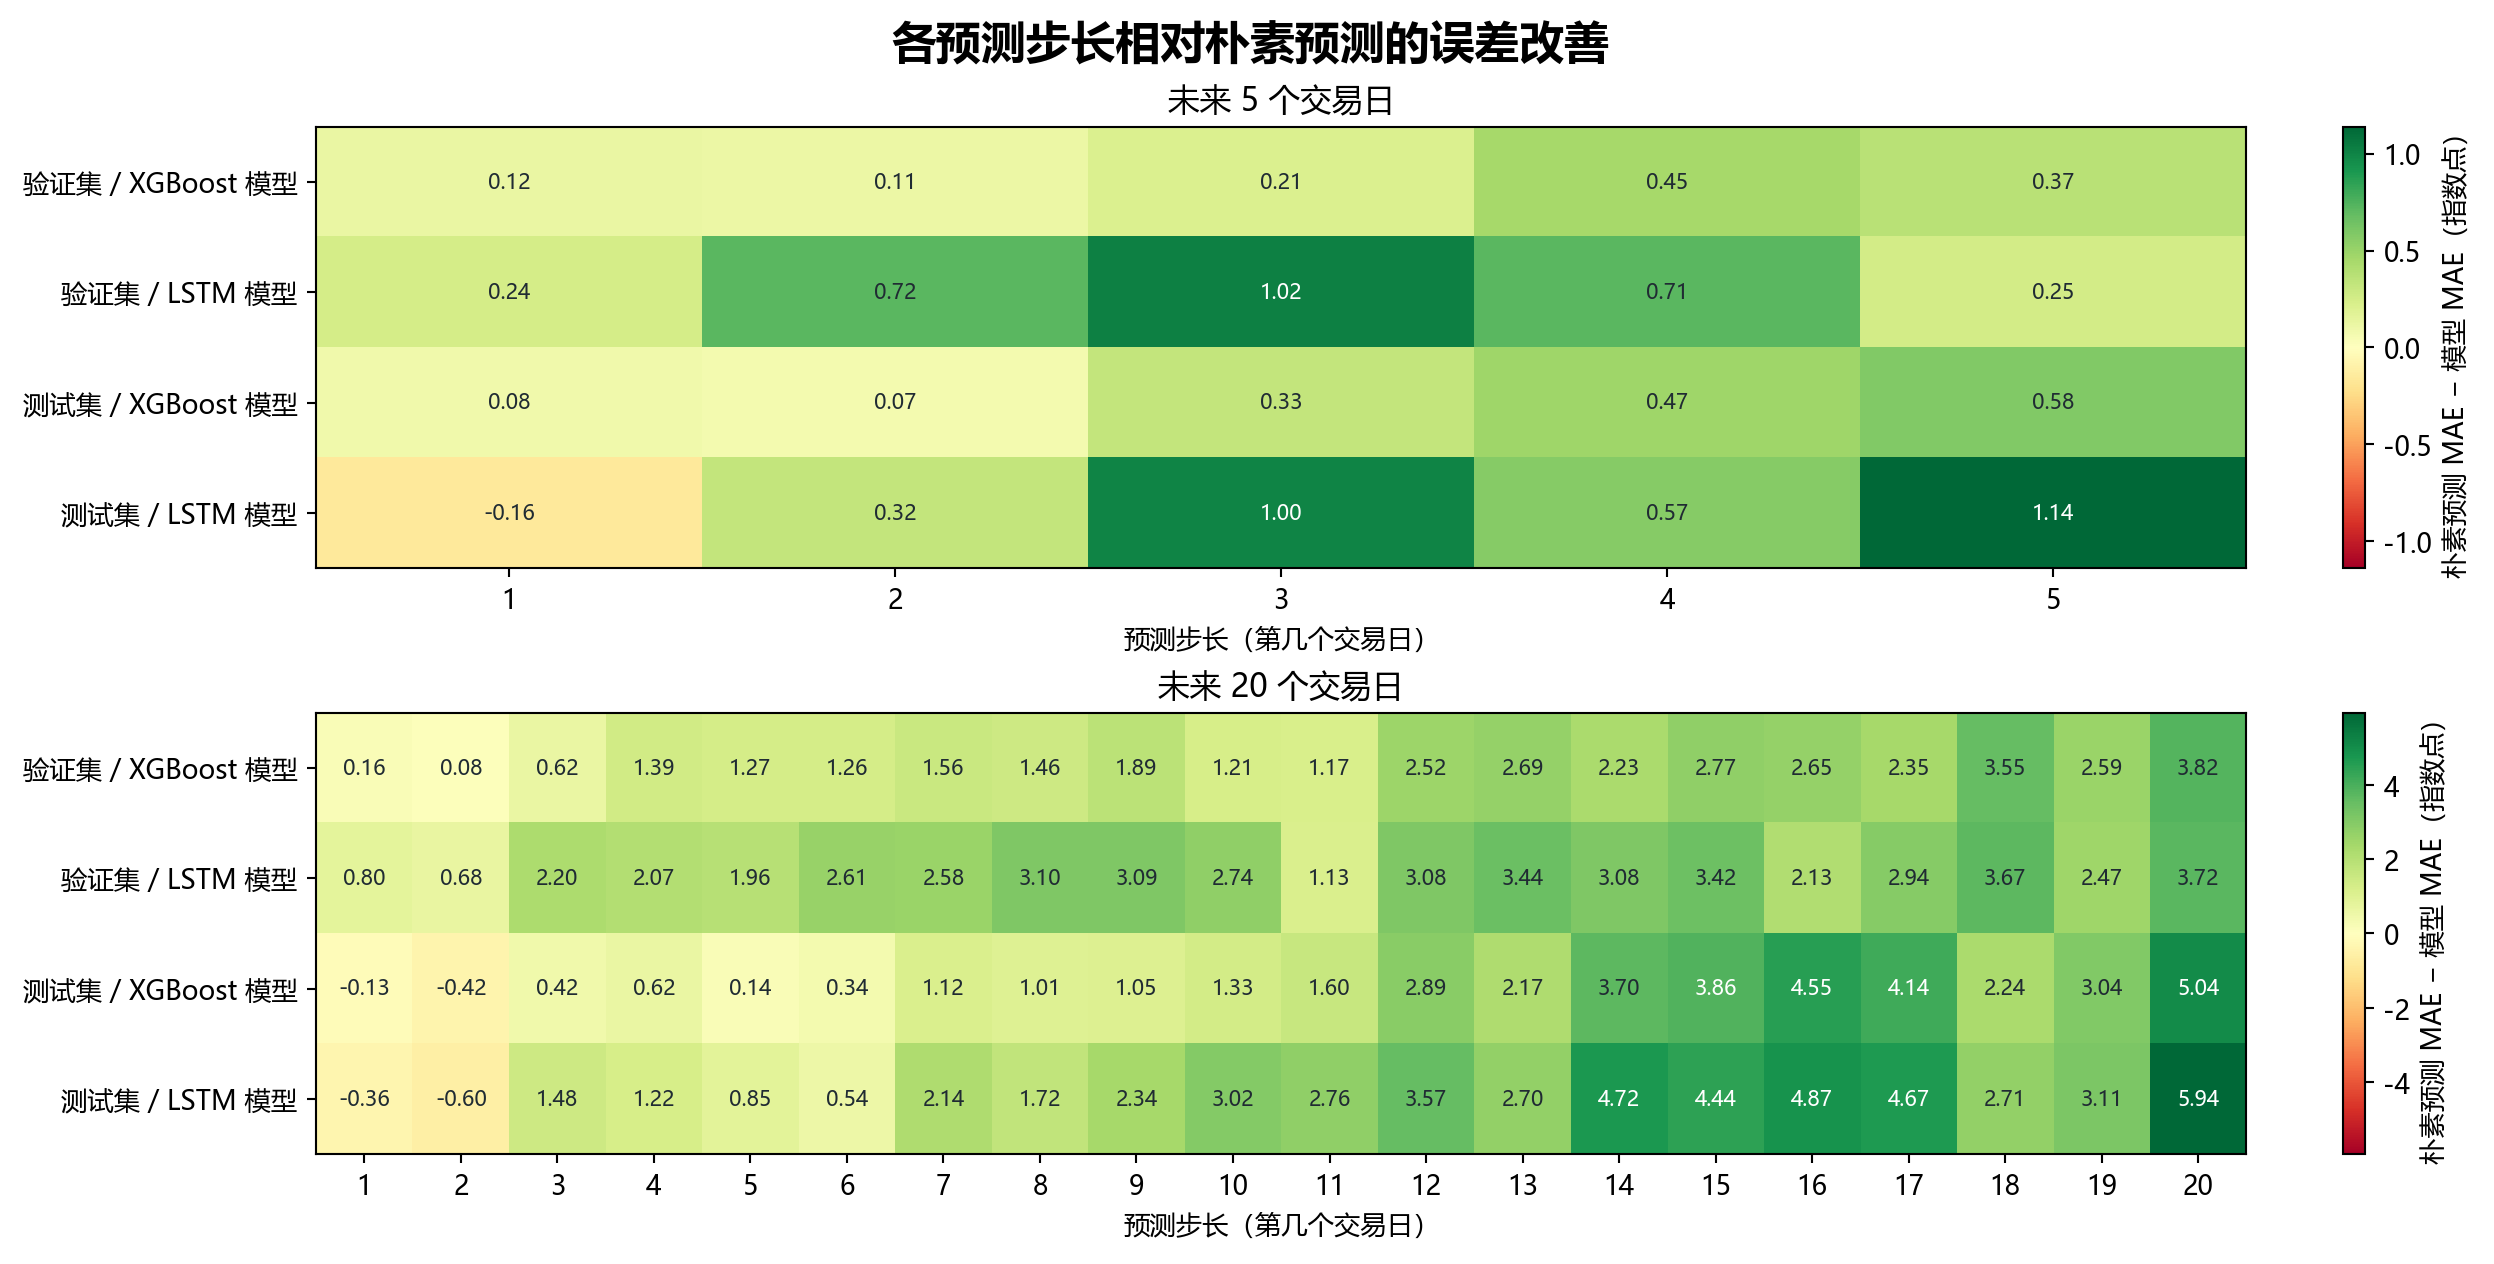 各预测步长相对朴素预测的误差改善
未来 5 个交易日
验证集 / XGBoost 模型 0.12 0.11 0.21 0.45 0.37
验证集 / LSTM 模型 0.24 0.72 1.02 0.71 0.25
测试集 / XGBoost 模型 0.08 0.07 0.33 0.47 0.58
测试集 / LSTM 模型 -0.16 0.32 1.00 0.57 1.14
1 2 3 4 5
预测步长（第几个交易日）
1.0
0.5
0.0
-0.5
-1.0
朴素预测 MAE − 模型 MAE（指数点）
未来 20 个交易日
验证集 / XGBoost 模型 0.16 0.08 0.62 1.39 1.27 1.26 1.56 1.46 1.89 1.21 1.17 2.52 2.69 2.23 2.77 2.65 2.35 3.55 2.59 3.82
验证集 / LSTM 模型 0.80 0.68 2.20 2.07 1.96 2.61 2.58 3.10 3.09 2.74 1.13 3.08 3.44 3.08 3.42 2.13 2.94 3.67 2.47 3.72
测试集 / XGBoost 模型 -0.13 -0.42 0.42 0.62 0.14 0.34 1.12 1.01 1.05 1.33 1.60 2.89 2.17 3.70 3.86 4.55 4.14 2.24 3.04 5.04
测试集 / LSTM 模型 -0.36 -0.60 1.48 1.22 0.85 0.54 2.14 1.72 2.34 3.02 2.76 3.57 2.70 4.72 4.44 4.87 4.67 2.71 3.11 5.94
1 2 3 4 5 6 7 8 9 10 11 12 13 14 15 16 17 18 19 20
预测步长（第几个交易日）
4
2
0
-2
-4
朴素预测 MAE − 模型 MAE（指数点）